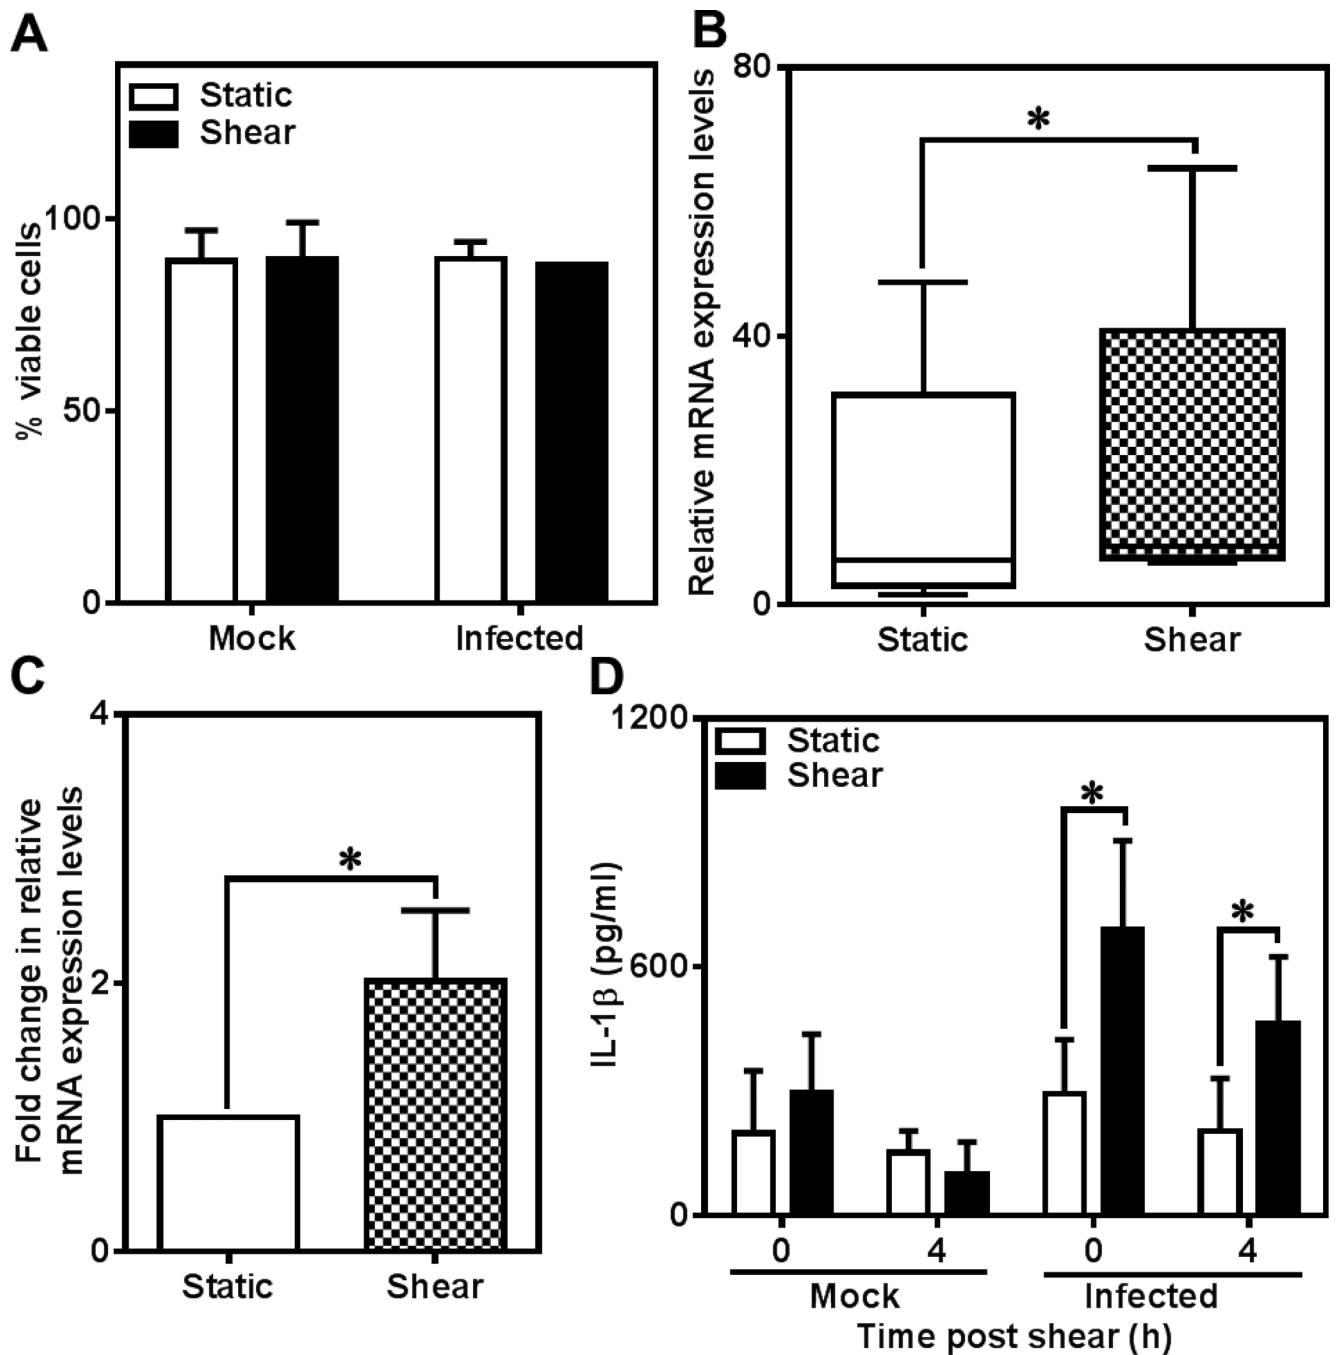 A
Static
Shear
% viable cells
100
50
0
Mock Infected
B
Relative mRNA expression levels
80
40
0
*
Static Shear
C
Fold change in relative
mRNA expression levels
4
2
0
*
Static Shear
D
Static
Shear
IL-1β (pg/ml)
1200
600
0
*
*
0 4 0 4
Mock Infected
Time post shear (h)